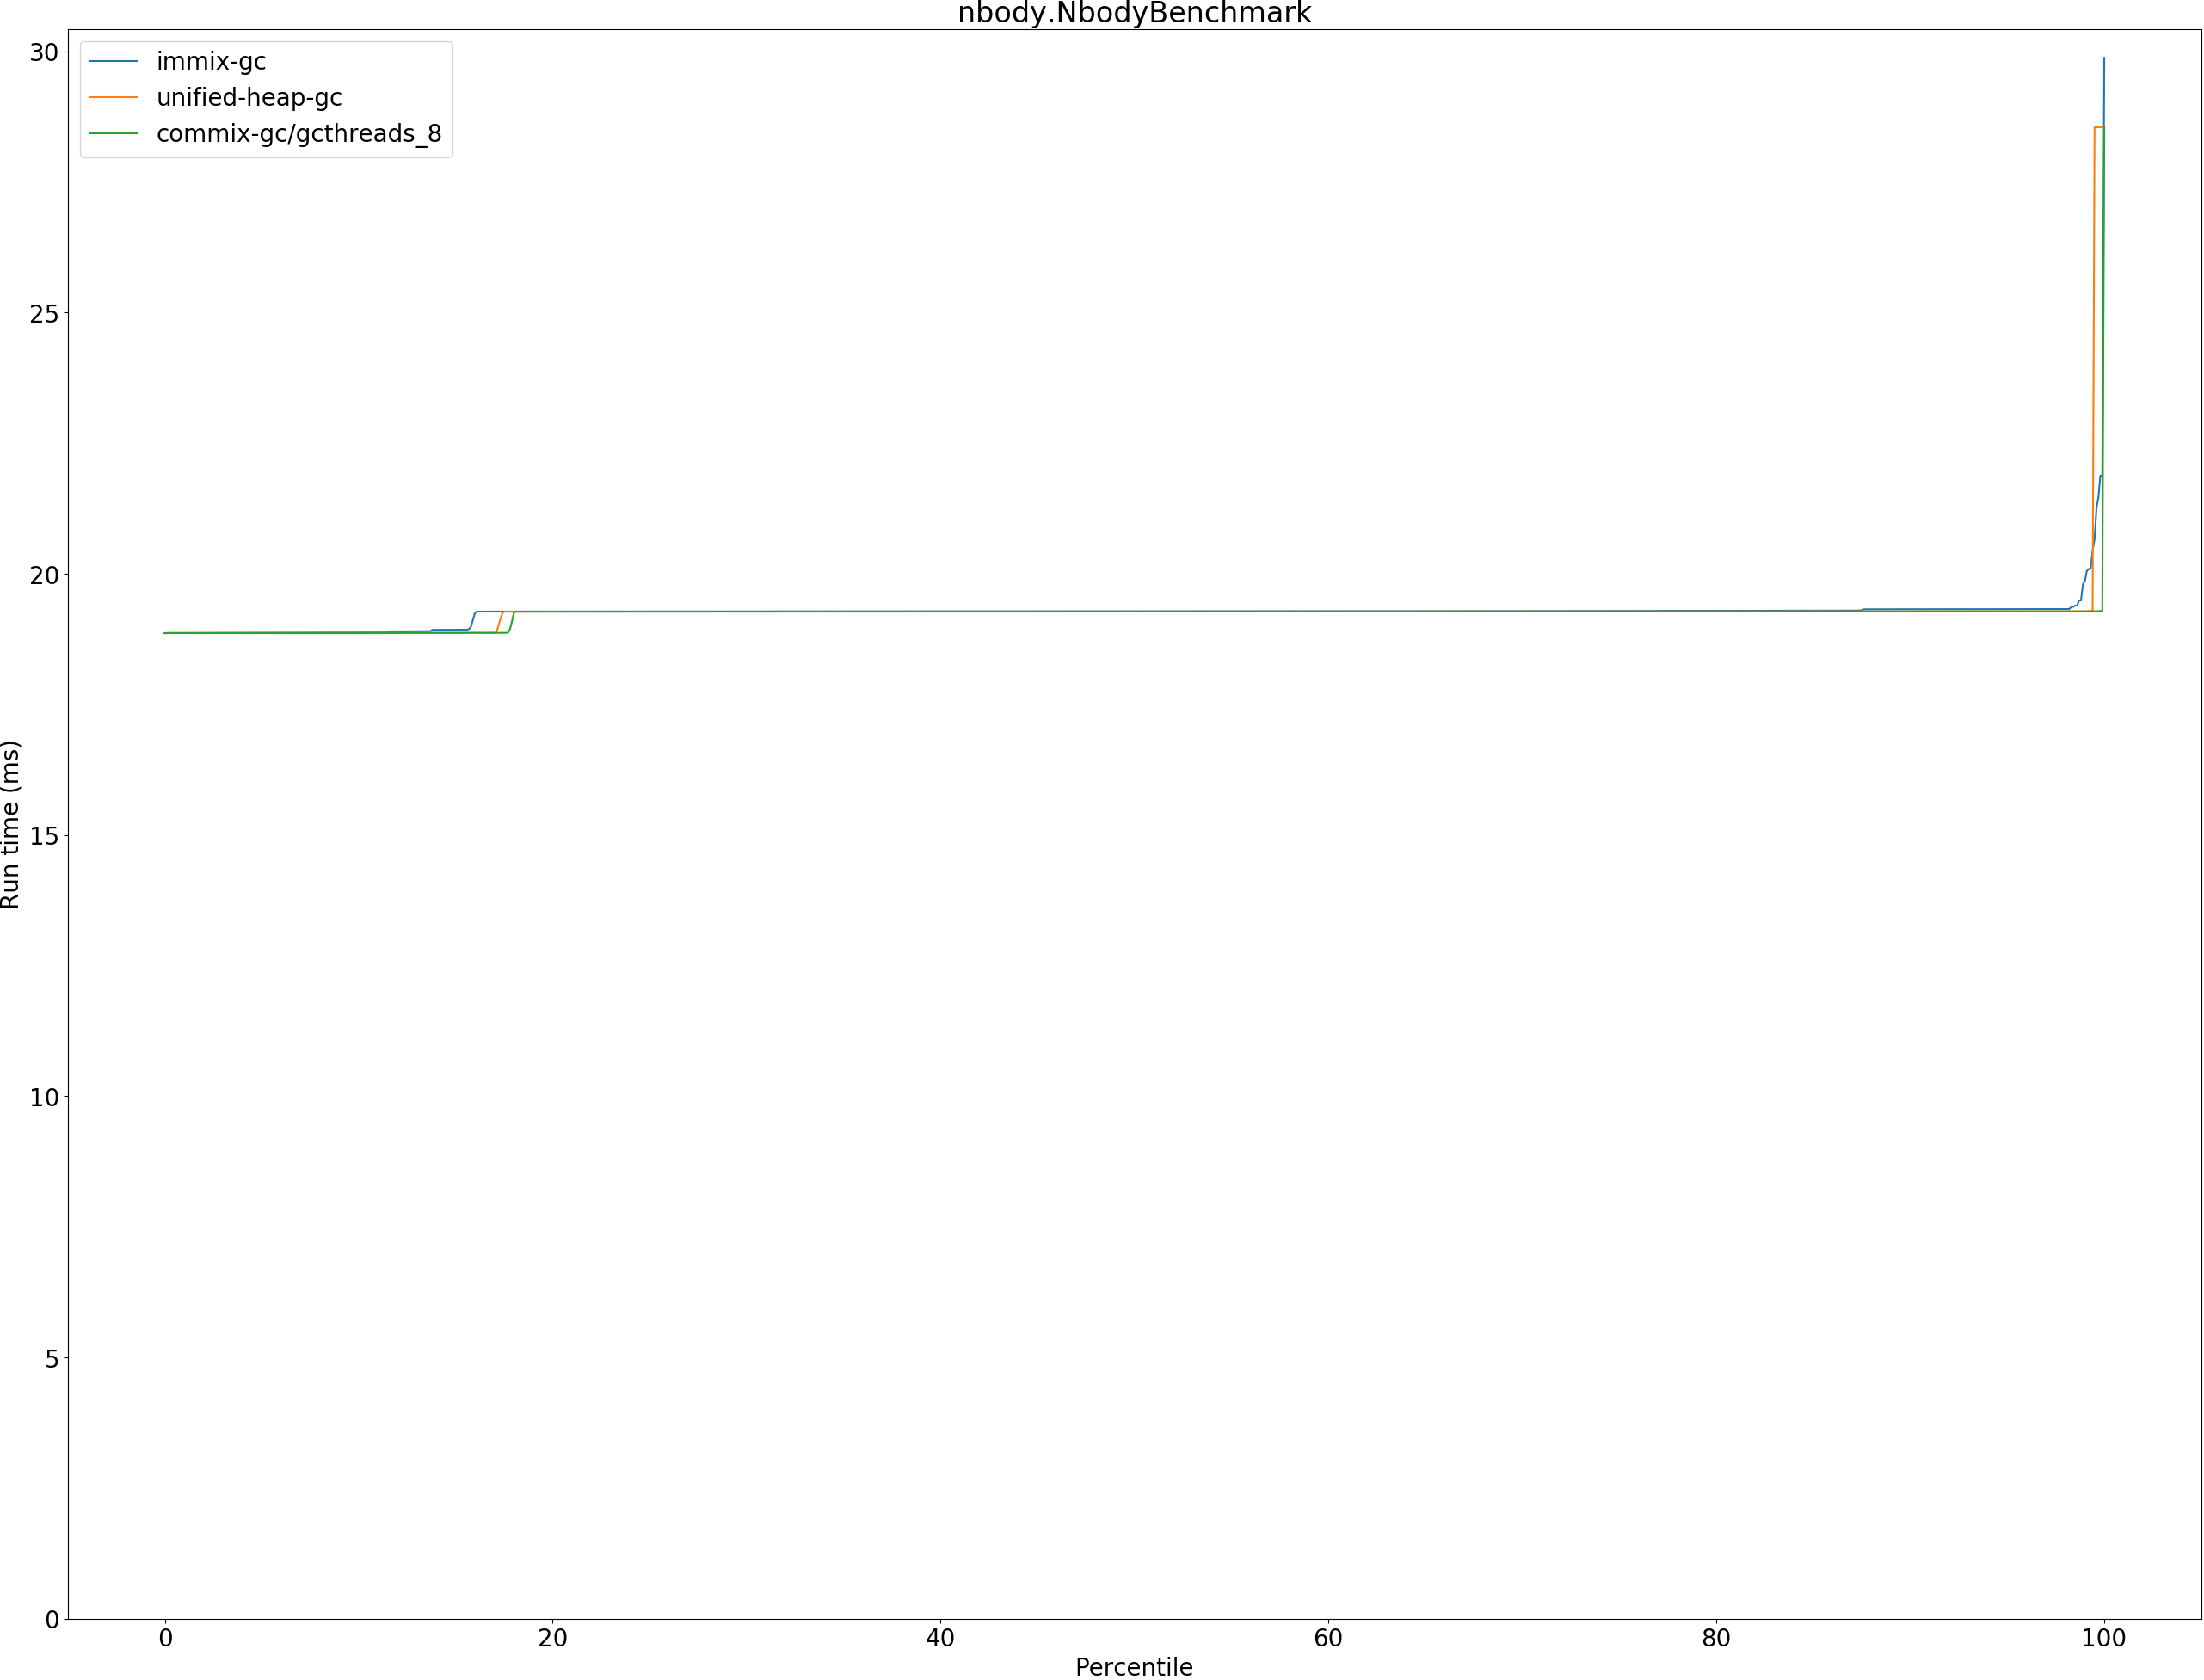 nbody.NbodyBenchmark
immix-gc
unified-heap-gc
commix-gc/gcthreads_8
30
25
20
15
10
5
0
Run time (ms)
0 20 40 60 80 100
Percentile